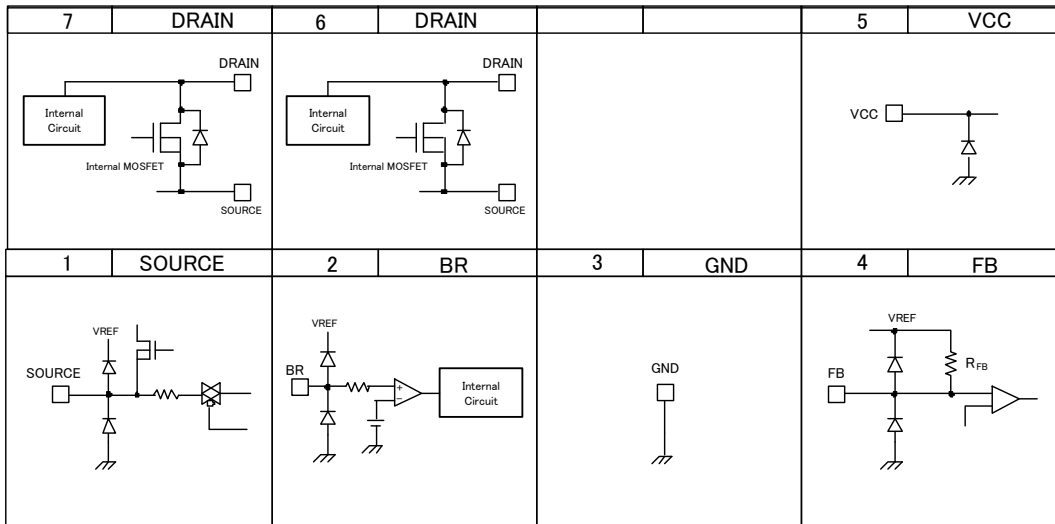 7 DRAIN 6 DRAIN 5 VCC
DRAIN
Internal
Circuit
Internal MOSFET
SOURCE
DRAIN
Internal
Circuit
Internal MOSFET
SOURCE
VCC
1 SOURCE 2 BR 3 GND 4 FB
VREF
SOURCE
VREF
BR
+
−
Internal
Circuit
GND
VREF
RFB
FB